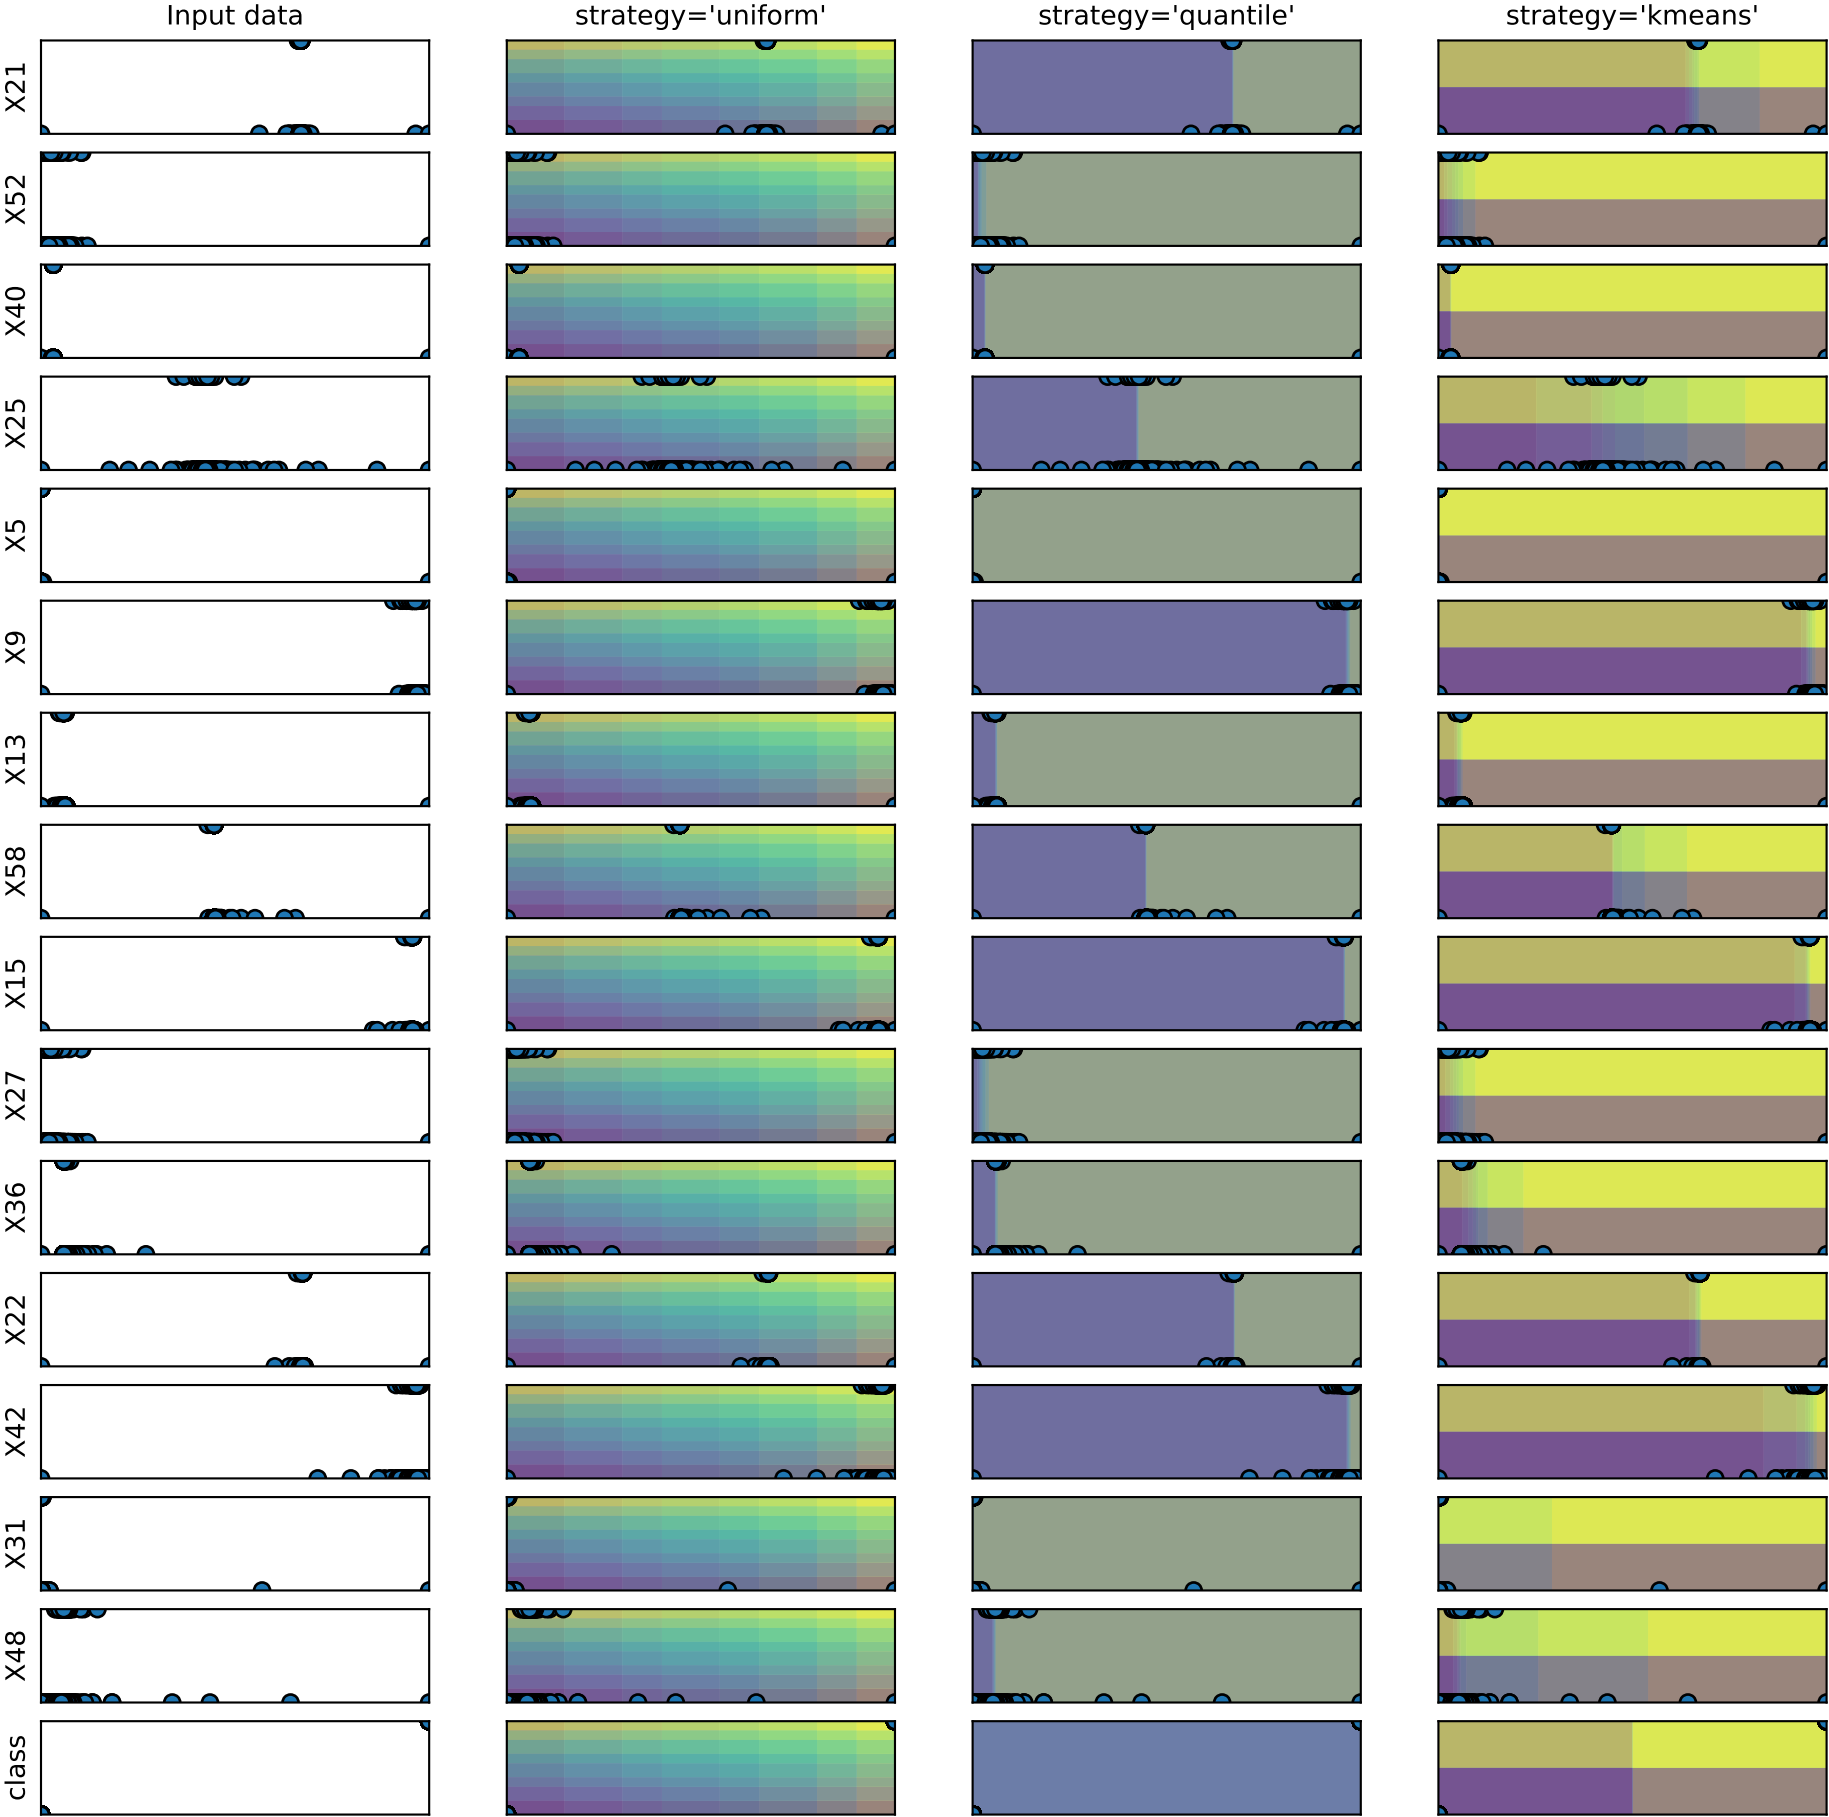 Input data strategy='uniform' strategy='quantile' strategy='kmeans'
X21
X52
X40
X25
X5
X9
X13
X58
X15
X27
X36
X22
X42
X31
X48
class